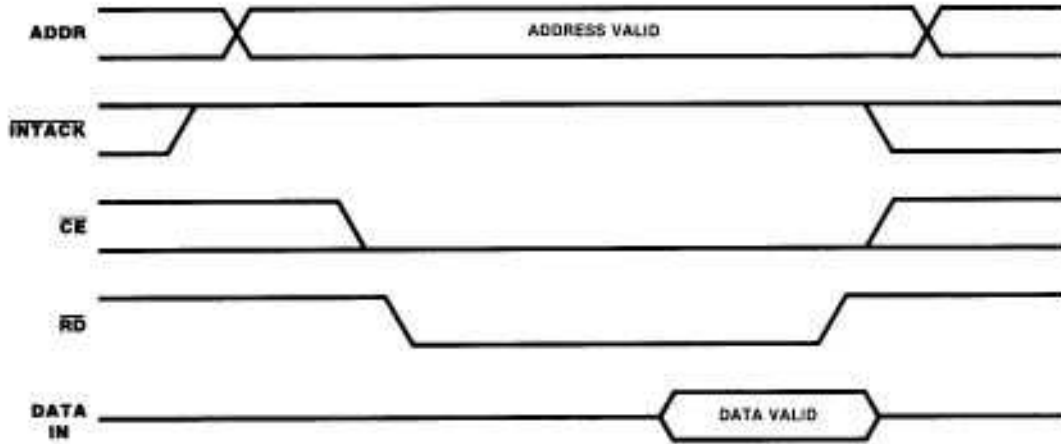 ADDR
ADDRESS VALID
INTACK
CE
RD
DATA
IN
DATA VALID